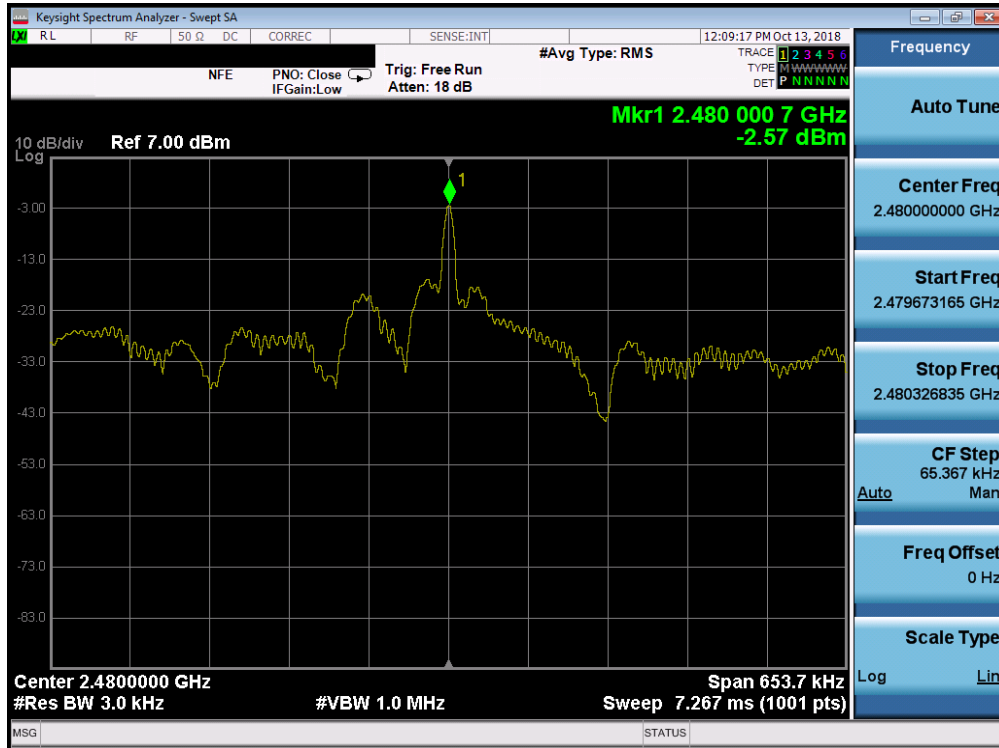 Keysight Spectrum Analyzer - Swept SA
LXI RL RF 50 Ω DC CORREC SENSE:INT 12:09:17 PM Oct 13, 2018
NFE PNO: Close Trig: Free Run #Avg Type: RMS TRACE 1 2 3 4 5 6
IFGain:Low Atten: 18 dB TYPE M WWWWW
DET P N N N N N
Mkr1 2.480 000 7 GHz
-2.57 dBm
10 dB/div Ref 7.00 dBm
Log
1
-3.00
-13.0
-23.0
-33.0
-43.0
-53.0
-63.0
-73.0
-83.0
Center 2.4800000 GHz Span 653.7 kHz
#Res BW 3.0 kHz #VBW 1.0 MHz Sweep 7.267 ms (1001 pts)
MSG STATUS
Frequency
Auto Tune
Center Freq
2.480000000 GHz
Start Freq
2.479673165 GHz
Stop Freq
2.480326835 GHz
CF Step
65.367 kHz
Auto Man
Freq Offset
0 Hz
Scale Type
Log Lin